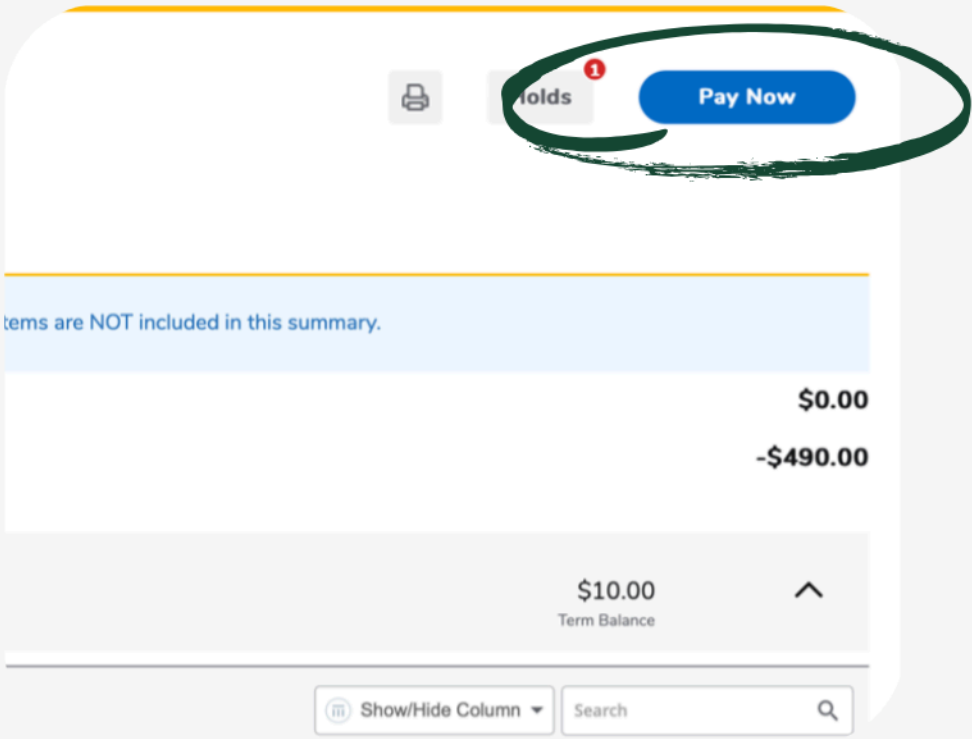 1
Holds
Pay Now
tems are NOT included in this summary.
$0.00
-$490.00
$10.00
Term Balance
Show/Hide Column
Search